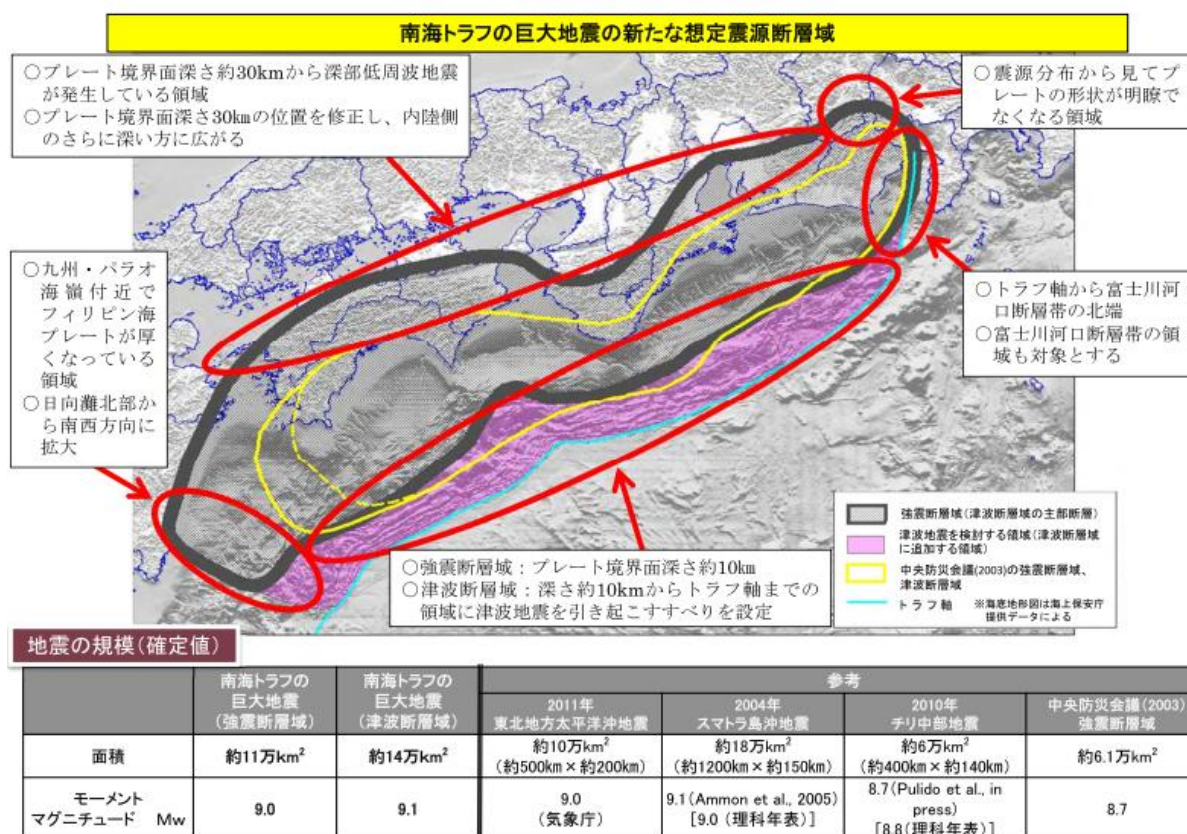 南海トラフの巨大地震の新たな想定震源断層域
○プレート境界面深さ約30kmから深部低周波地震
が発生している領域
○プレート境界面深さ30㎞の位置を修正し、内陸側
のさらに深い方に広がる
○震源分布から見てプ
レートの形状が明瞭で
なくなる領域
○九州・パラオ
海嶺付近で
フィリピン海
プレートが厚
くなっている
領域
○日向灘北部か
ら南西方向に
拡大
○トラフ軸から富士川河
口断層帯の北端
○富士川河口断層帯の領
域も対象とする
○強震断層域：プレート境界面深さ約10㎞
○津波断層域：深さ約10kmからトラフ軸までの
領域に津波地震を引き起こすすべりを設定
強震断層域(津波断層域の主部断層)
津波地震を検討する領域(津波断層域
に追加する領域)
中央防災会議(2003)の強震断層域、
津波断層域
トラフ軸 ※海底地形図は海上保安庁
提供データによる
地震の規模(確定値)
南海トラフの
巨大地震
(強震断層域)
南海トラフの
巨大地震
(津波断層域)
参考
2011年
東北地方太平洋沖地震
2004年
スマトラ島沖地震
2010年
チリ中部地震
中央防災会議(2003)
強震断層域
面積
約11万km²
約14万km²
約10万km²
(約500km×約200km)
約18万km²
(約1200km×約150km)
約6万km²
(約400km×約140km)
約6.1万km²
モーメント
マグニチュード Mw
9.0
9.1
9.0
(気象庁)
9.1(Ammon et al., 2005)
[9.0 (理科年表)]
8.7(Pulido et al., in
press)
[8.8(理科年表)]
8.7